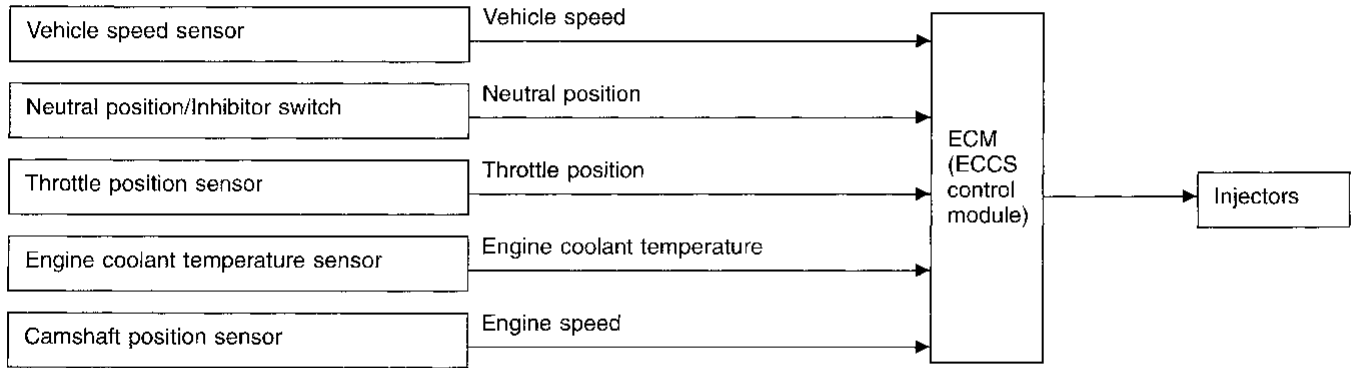 Vehicle speed sensor
Vehicle speed
Neutral position/Inhibitor switch
Neutral position
Throttle position sensor
Throttle position
Engine coolant temperature sensor
Engine coolant temperature
Camshaft position sensor
Engine speed
ECM
(ECCS
control
module)
Injectors